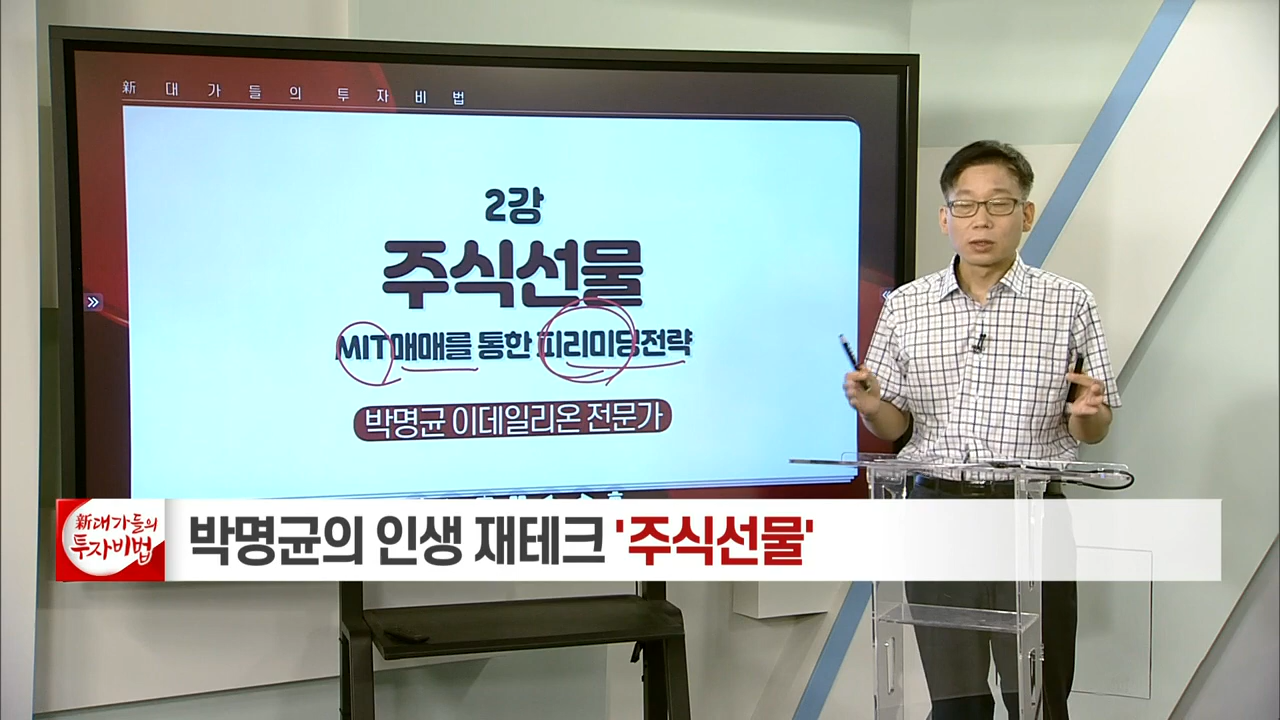 新 대 가 들 의 투 자 비 법
2강
주식선물
MIT매매를 통한 피리미딩전략
박명균 이데일리온 전문가
新대가들의
투자비법
박명균의 인생 재테크 '주식선물'